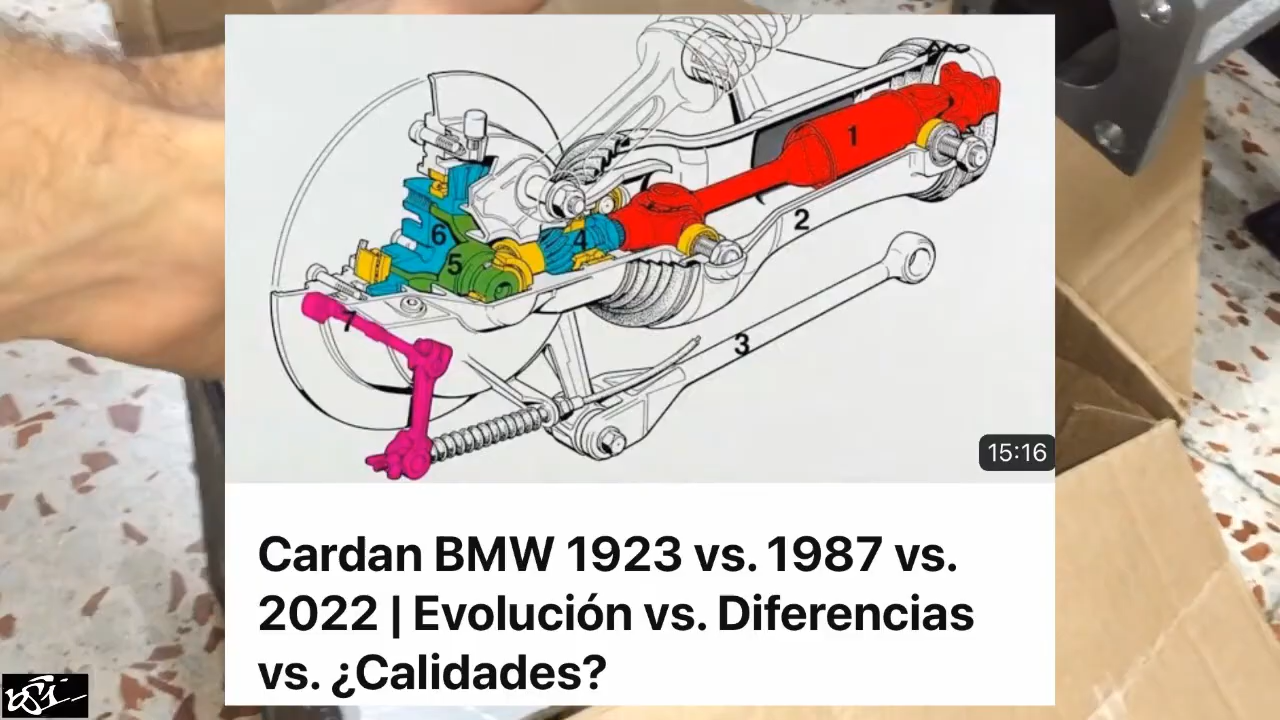 1
2
6
5
4
1
3
15:16
Cardan BMW 1923 vs. 1987 vs.
2022 | Evolución vs. Diferencias
vs. ¿Calidades?